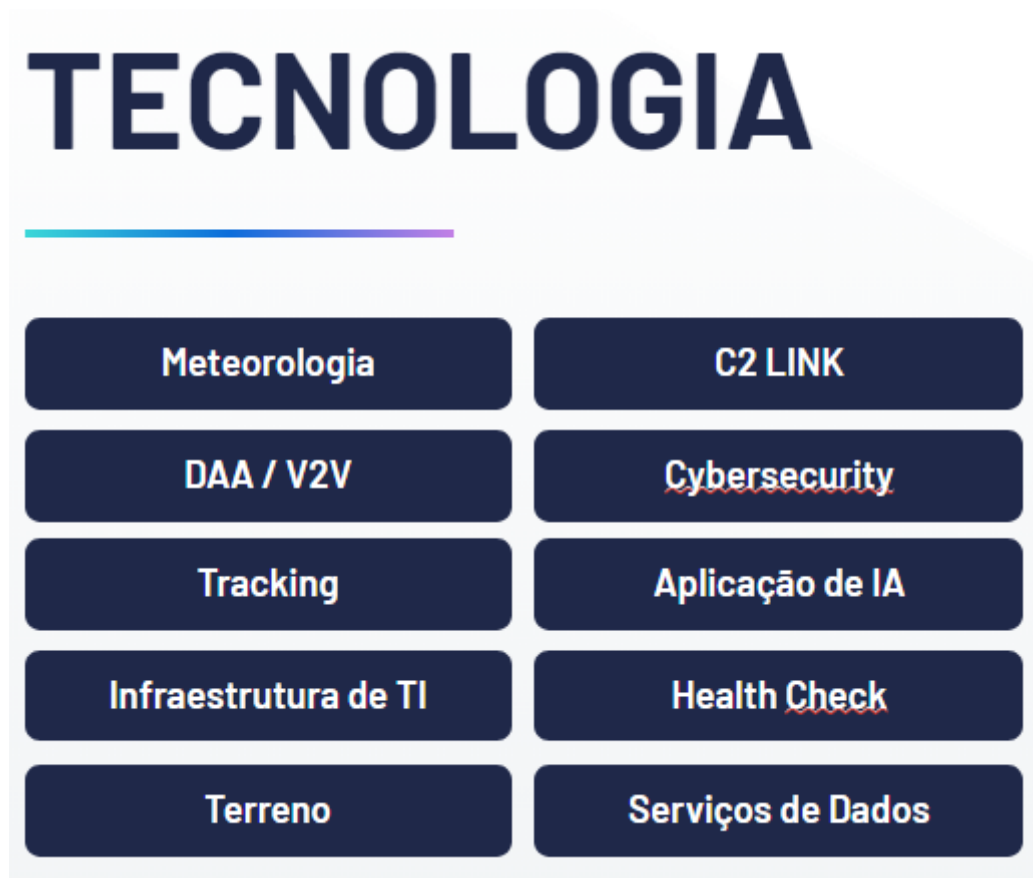 TECNOLOGIA
Meteorologia
C2 LINK
DAA / V2V
Cybersecurity
Tracking
Aplicação de IA
Infraestrutura de TI
Health Check
Terreno
Serviços de Dados